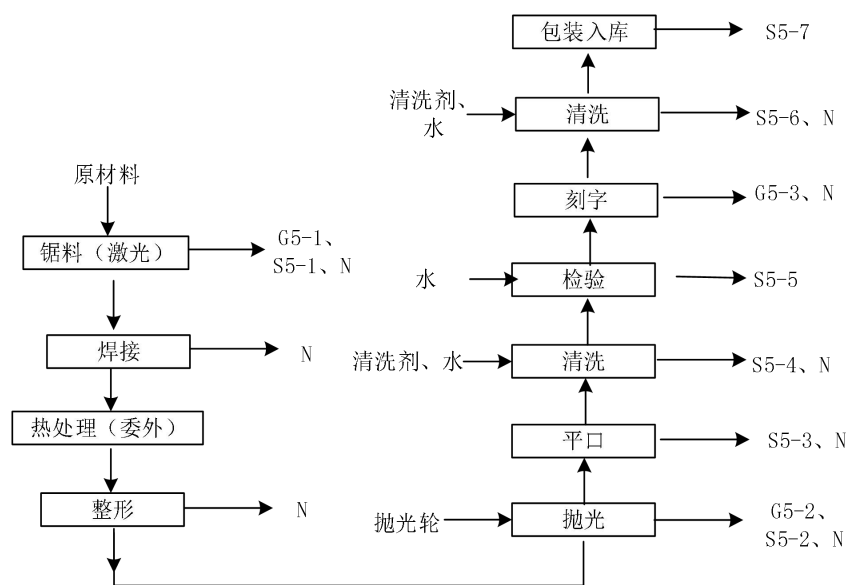 原材料
锯料（激光）
G5-1、
S5-1、N
焊接
N
热处理（委外）
整形
N
抛光轮
抛光
G5-2、
S5-2、N
平口
S5-3、N
清洗剂、水
清洗
S5-4、N
水
检验
S5-5
刻字
G5-3、N
清洗剂、
水
清洗
S5-6、N
包装入库
S5-7